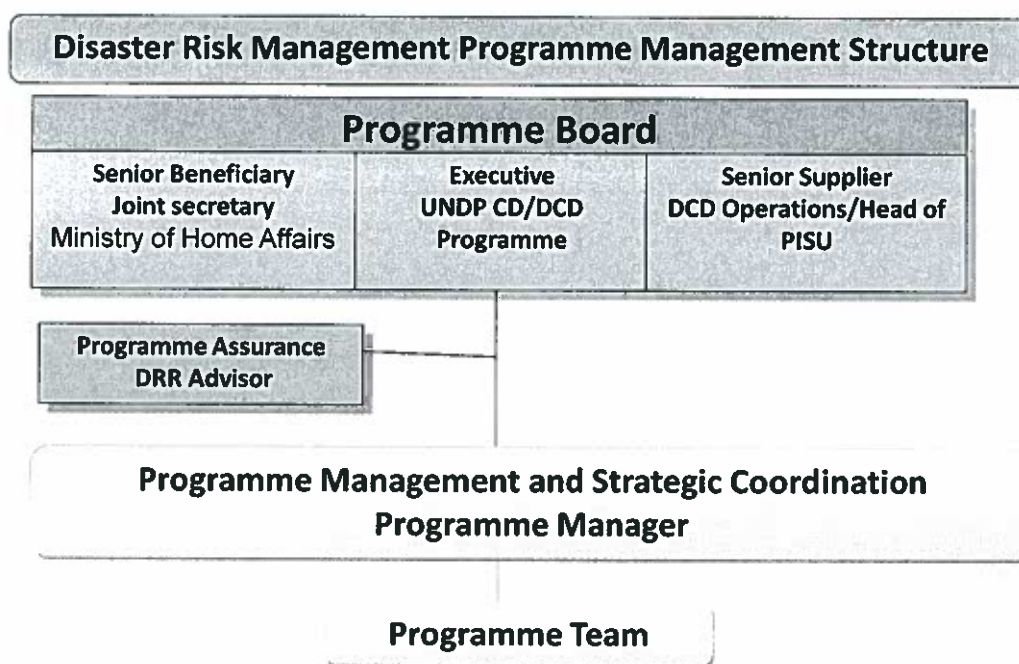 Disaster Risk Management Programme Management Structure
Programme Board
Senior Beneficiary
Joint secretary
Ministry of Home Affairs
Executive
UNDP CD/DCD
Programme
Senior Supplier
DCD Operations/Head of
PISU
Programme Assurance
DRR Advisor
Programme Management and Strategic Coordination
Programme Manager
Programme Team